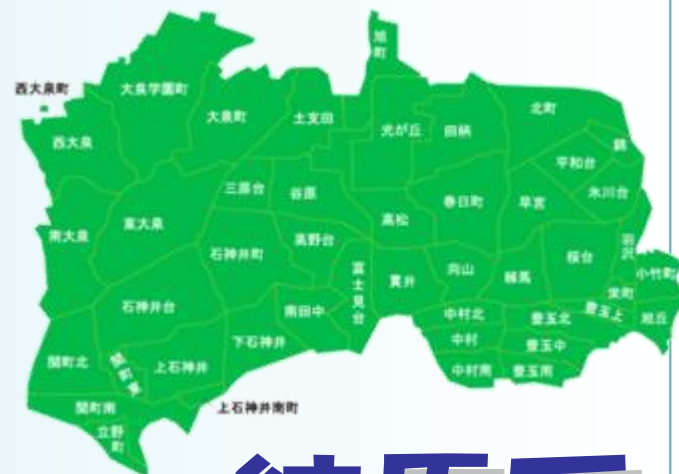 旭町
西大泉町
大泉学園町
大泉町
土支田
光が丘
田柄
北町
西大泉
錦
平和台
三原台
谷原
春日町
早宮
氷川台
南大泉
東大泉
高松
石神井町
高野台
富士見台
貫井
向山
練馬
桜台
羽沢
小竹町
栄町
石神井台
南田中
中村北
豊玉北
豊玉上
旭丘
下石神井
中村
豊玉中
関町北
関町東
上石神井
中村南
豊玉南
関町南
上石神井南町
立野町
練馬区